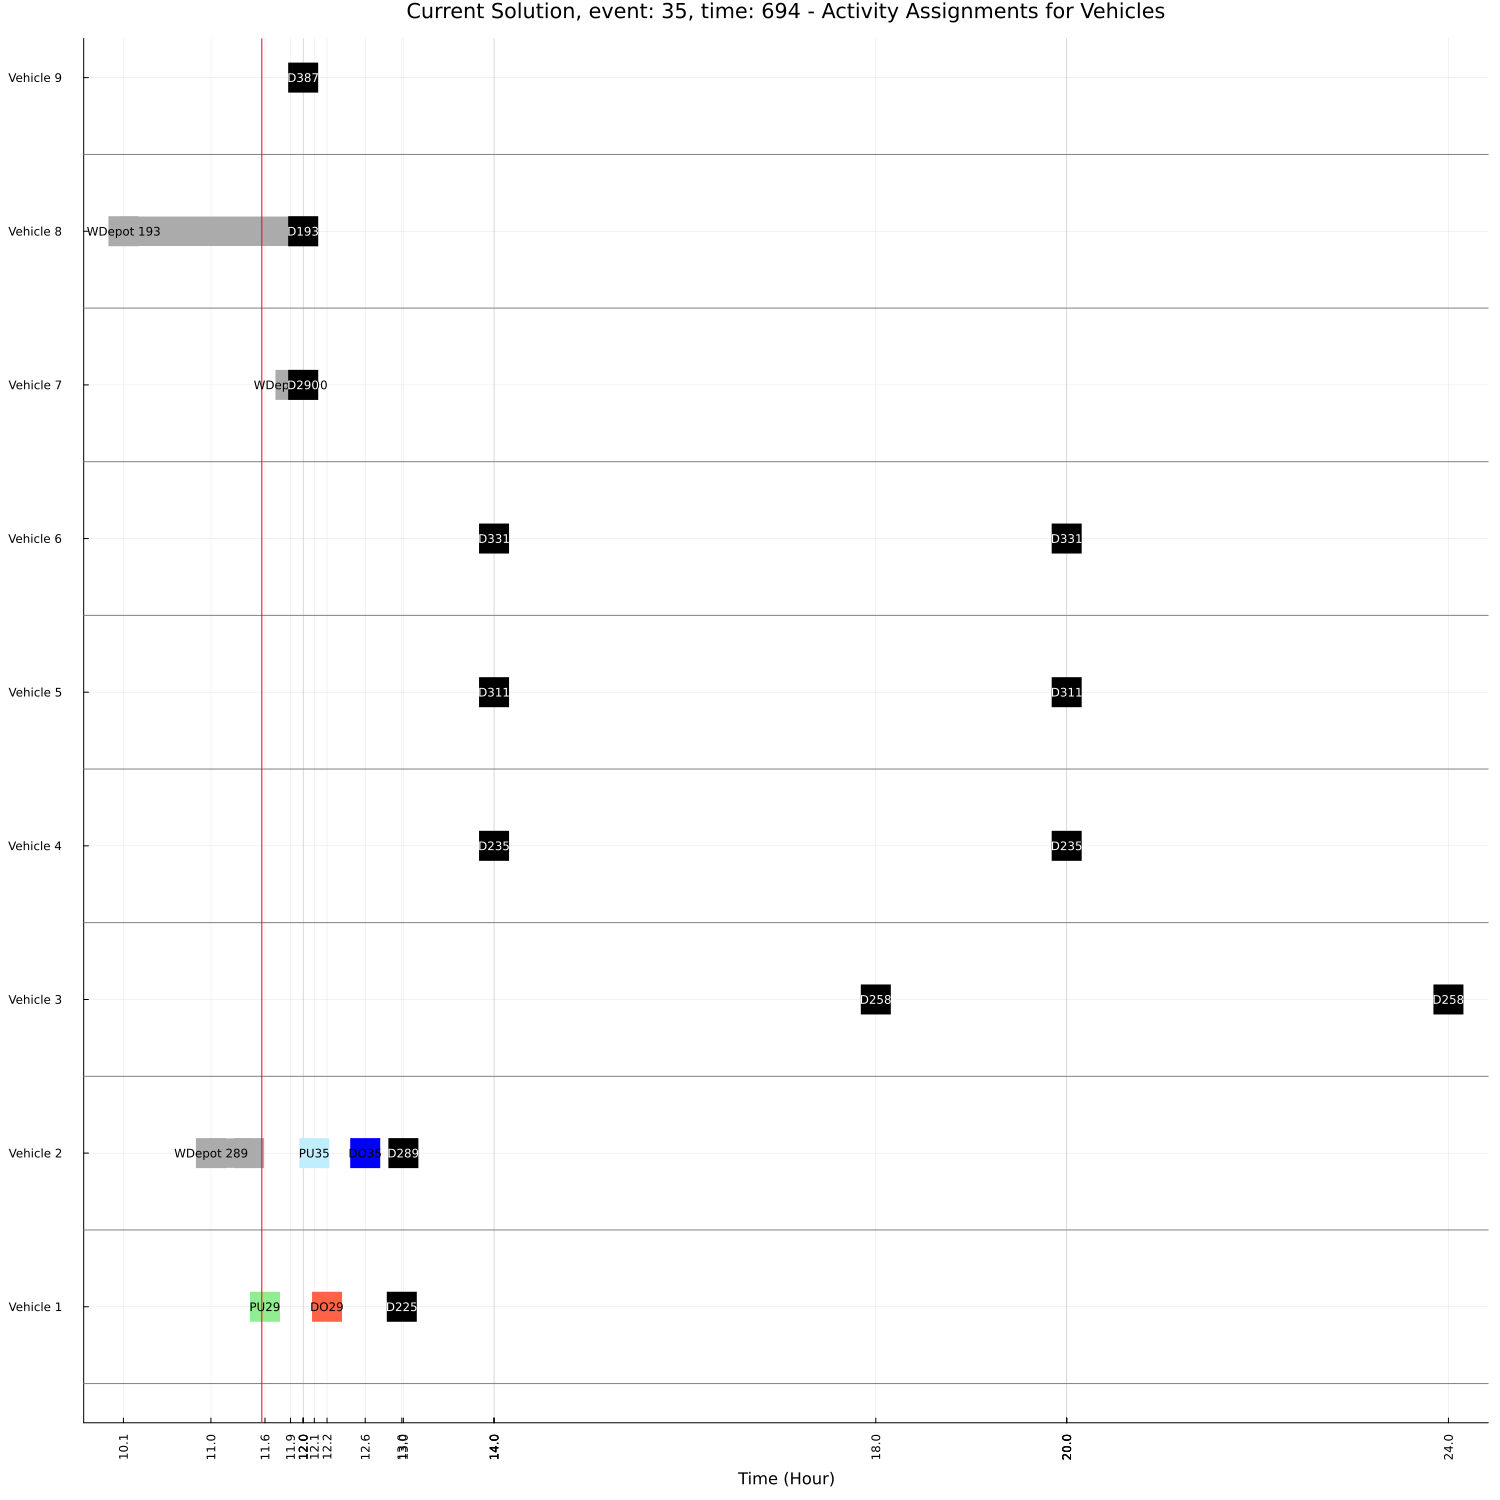 Current Solution, event: 35, time: 694 - Activity Assignments for Vehicles
Vehicle 9
D387
Vehicle 8
WDepot 193
D193
Vehicle 7
D290
Vehicle 6
D331
D331
Vehicle 5
D311
D311
Vehicle 4
D235
D235
Vehicle 3
D258
D258
Vehicle 2
WDepot 289
PU35
DO35
D289
Vehicle 1
PU29
DO29
D225
10.1
11.0
11.6
11.9
12.0
12.1
12.2
12.6
13.0
14.0
18.0
20.0
24.0
Time (Hour)